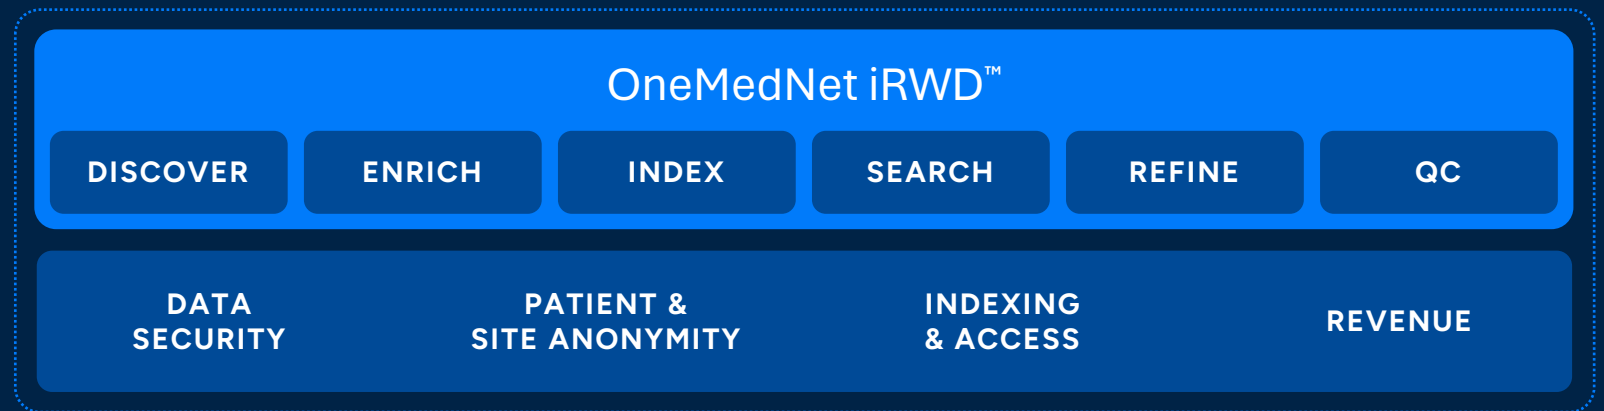 OneMedNet iRWD™
DISCOVER
ENRICH
INDEX
SEARCH
REFINE
QC
DATA
SECURITY
PATIENT &
SITE ANONYMITY
INDEXING
& ACCESS
REVENUE